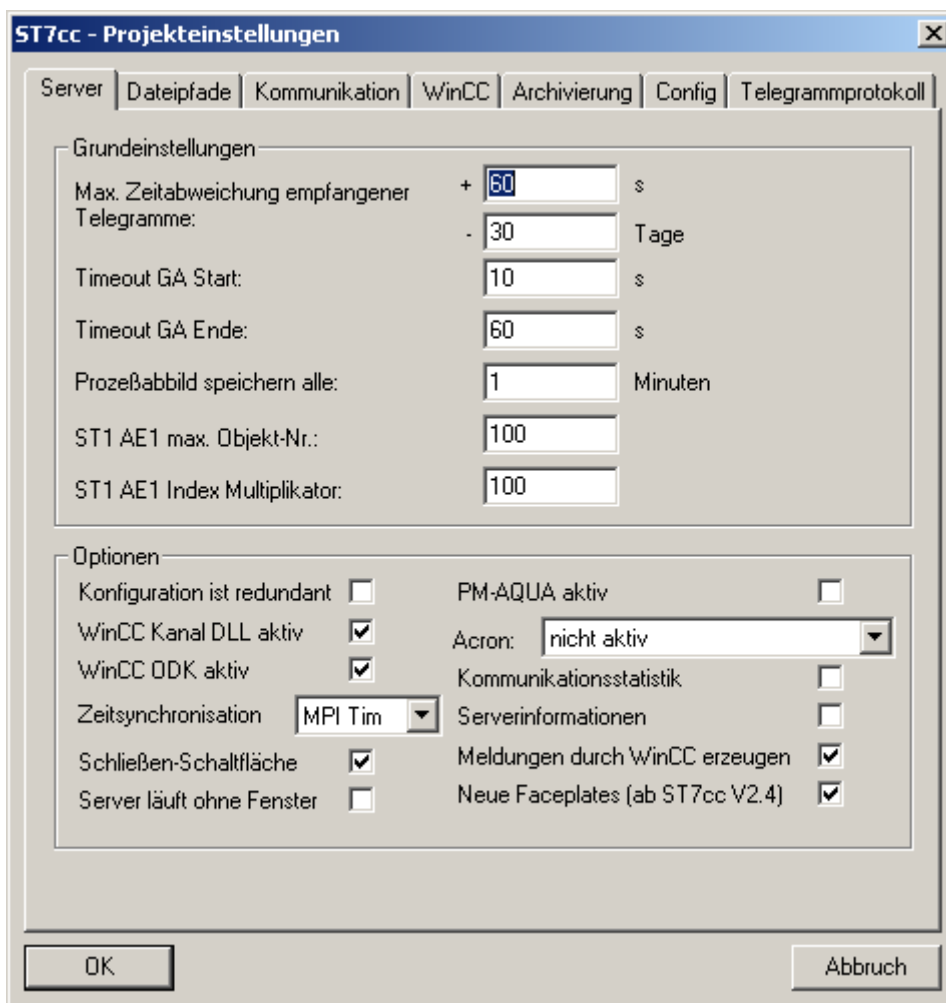 ST7cc - Projekteinstellungen
Server Dateipfade Kommunikation WinCC Archivierung Config Telegrammprotokoll
Grundeinstellungen
Max. Zeitabweichung empfangener + 60 s
Telegramme:
- 30 Tage
Timeout GA Start: 10 s
Timeout GA Ende: 60 s
Prozeßabbild speichern alle: 1 Minuten
ST1 AE1 max. Objekt-Nr.: 100
ST1 AE1 Index Multiplikator: 100
Optionen
Konfiguration ist redundant PM-AQUA aktiv
WinCC Kanal DLL aktiv Acron: nicht aktiv
WinCC ODK aktiv Kommunikationsstatistik
Zeitsynchronisation MPI Tim Serverinformationen
Schließen-Schaltfläche Meldungen durch WinCC erzeugen
Server läuft ohne Fenster Neue Faceplates (ab ST7cc V2.4)
OK Abbruch